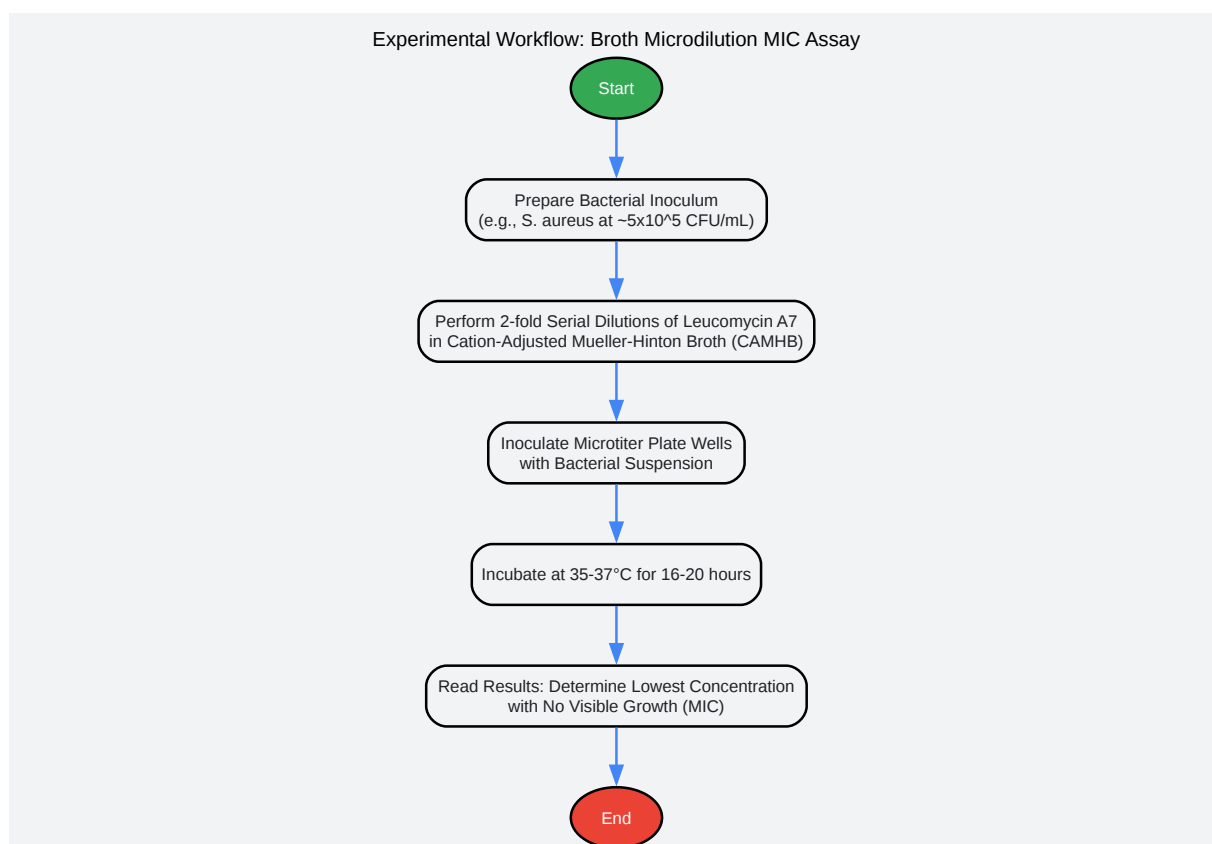 Experimental Workflow: Broth Microdilution MIC Assay
Start
Prepare Bacterial Inoculum
(e.g., S. aureus at ~5x10^5 CFU/mL)
Perform 2-fold Serial Dilutions of Leucomycin A7
in Cation-Adjusted Mueller-Hinton Broth (CAMHB)
Inoculate Microtiter Plate Wells
with Bacterial Suspension
Incubate at 35-37°C for 16-20 hours
Read Results: Determine Lowest Concentration
with No Visible Growth (MIC)
End